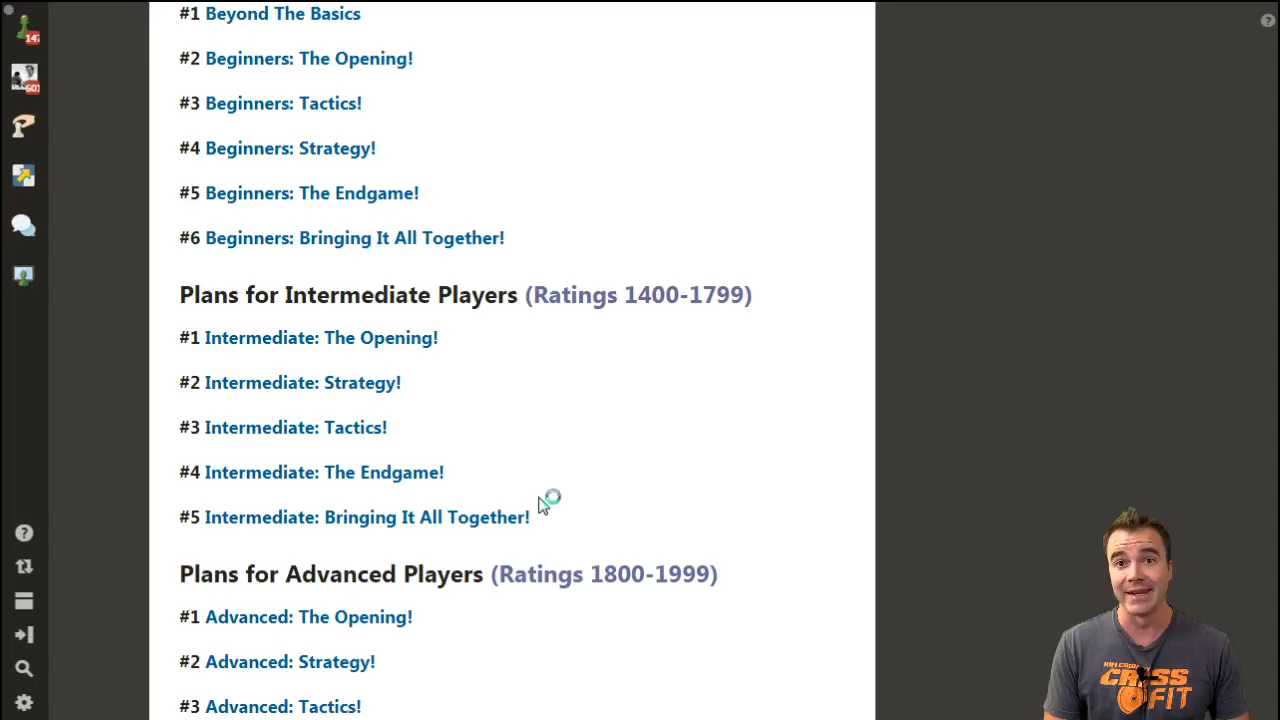 #1 Beyond The Basics
#2 Beginners: The Opening!
#3 Beginners: Tactics!
#4 Beginners: Strategy!
#5 Beginners: The Endgame!
#6 Beginners: Bringing It All Together!
Plans for Intermediate Players (Ratings 1400-1799)
#1 Intermediate: The Opening!
#2 Intermediate: Strategy!
#3 Intermediate: Tactics!
#4 Intermediate: The Endgame!
#5 Intermediate: Bringing It All Together!
Plans for Advanced Players (Ratings 1800-1999)
#1 Advanced: The Opening!
#2 Advanced: Strategy!
#3 Advanced: Tactics!
147
601
?
?
FIT